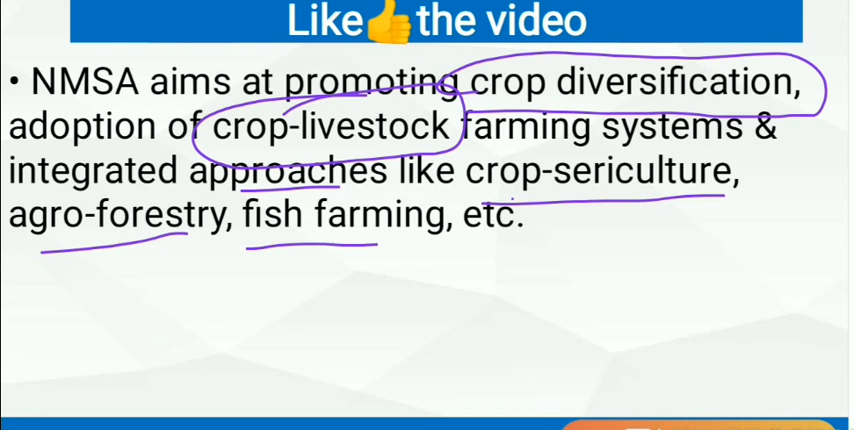 Like👍the video
• NMSA aims at promoting crop diversification,
adoption of crop-livestock farming systems &
integrated approaches like crop-sericulture,
agro-forestry, fish farming, etc.